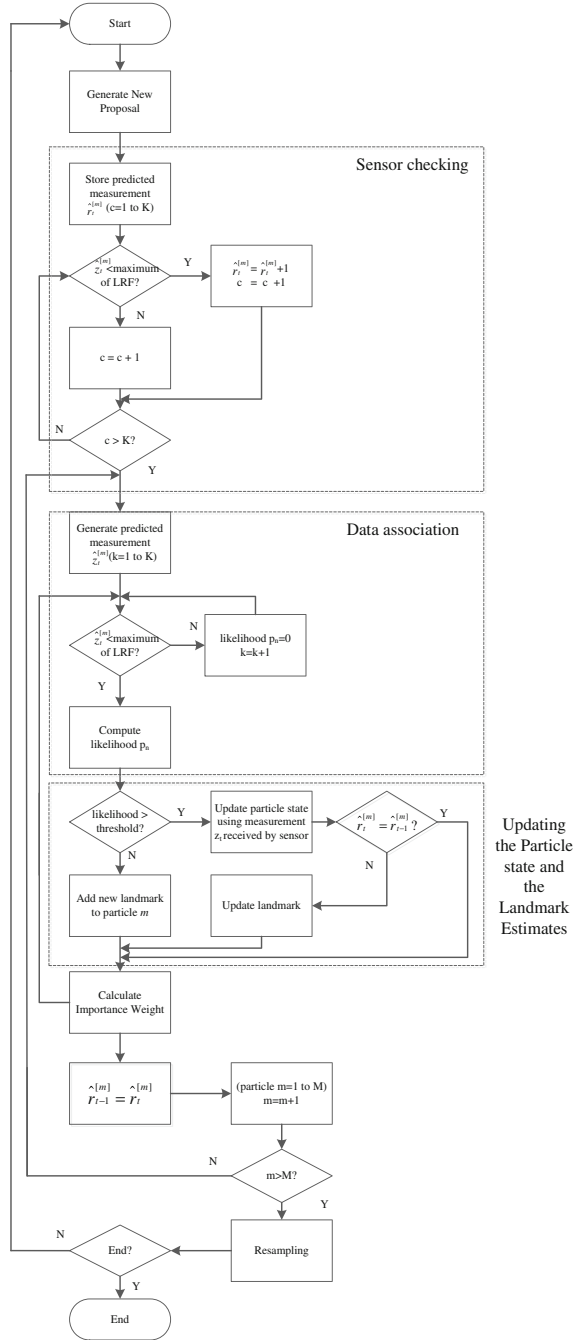 Start
Generate New
Proposal
Sensor checking
Store predicted
measurement
r̂ₜ^[m] (c=1 to K)
ẑₜ^[m] <maximum
of LRF?
Y
r̂ₜ^[m] = r̂ₜ^[m] +1
c = c +1
N
c = c + 1
N
c > K?
Y
Data association
Generate predicted
measurement
ẑₜ^[m] (k=1 to K)
ẑₜ^[m] <maximum
of LRF?
N
likelihood pₙ=0
k=k+1
Y
Compute
likelihood pₙ
likelihood >
threshold?
Y
Update particle state
using measurement
zₜ received by sensor
r̂ₜ^[m] = r̂ₜ₋₁^[m] ?
Y
Updating
the Particle
state and
the
Landmark
Estimates
N
N
Add new landmark
to particle m
Update landmark
Calculate
Importance Weight
r̂ₜ₋₁^[m] = r̂ₜ^[m]
(particle m=1 to M)
m=m+1
N
m>M?
Y
N
End?
Resampling
Y
End